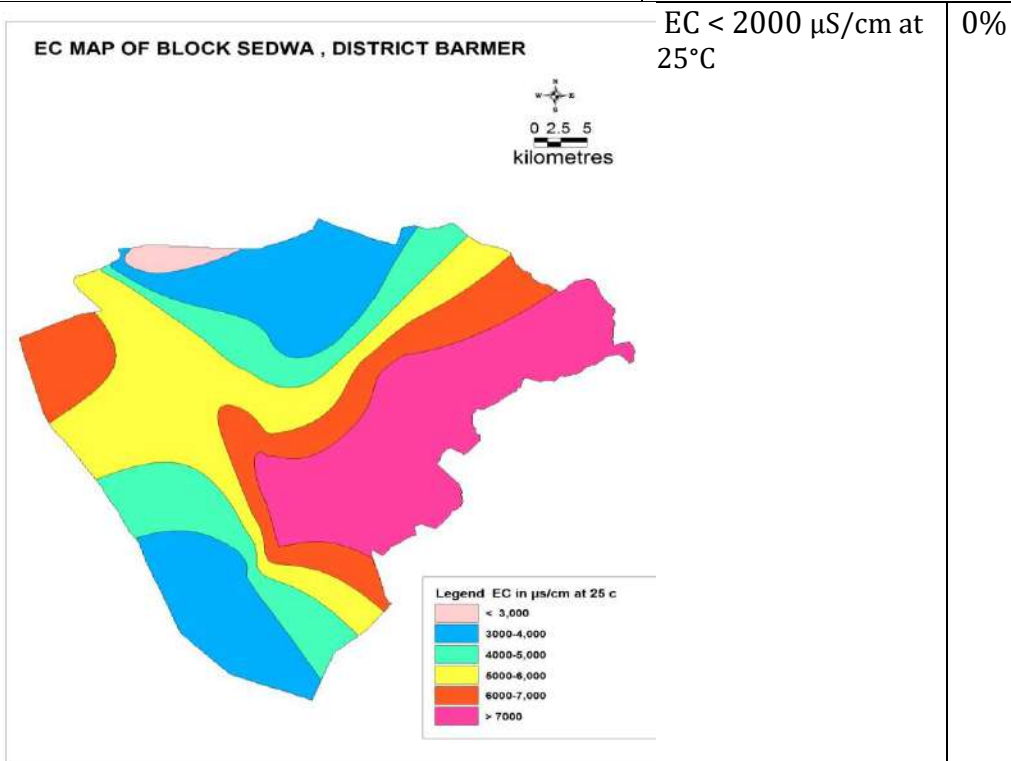 EC MAP OF BLOCK SEDWA , DISTRICT BARMER
N
W E
S
0 2.5 5
kilometres
Legend EC in µs/cm at 25 c
< 3,000
3000-4,000
4000-5,000
5000-6,000
6000-7,000
> 7000
EC < 2000 µS/cm at
25°C
0%